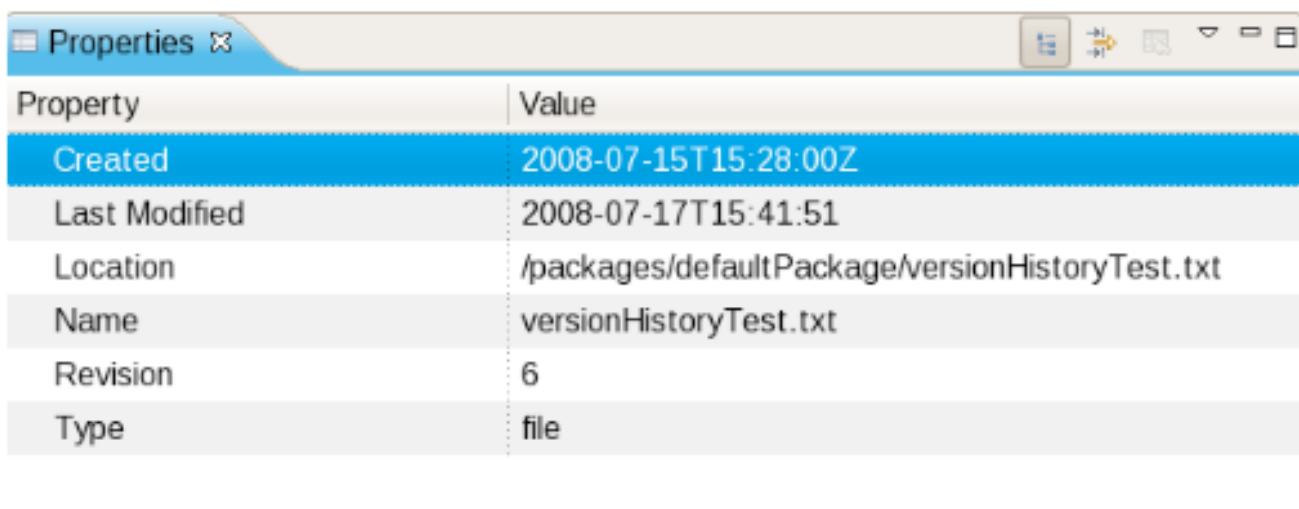 Properties
Property Value
Created 2008-07-15T15:28:00Z
Last Modified 2008-07-17T15:41:51
Location /packages/defaultPackage/versionHistoryTest.txt
Name versionHistoryTest.txt
Revision 6
Type file